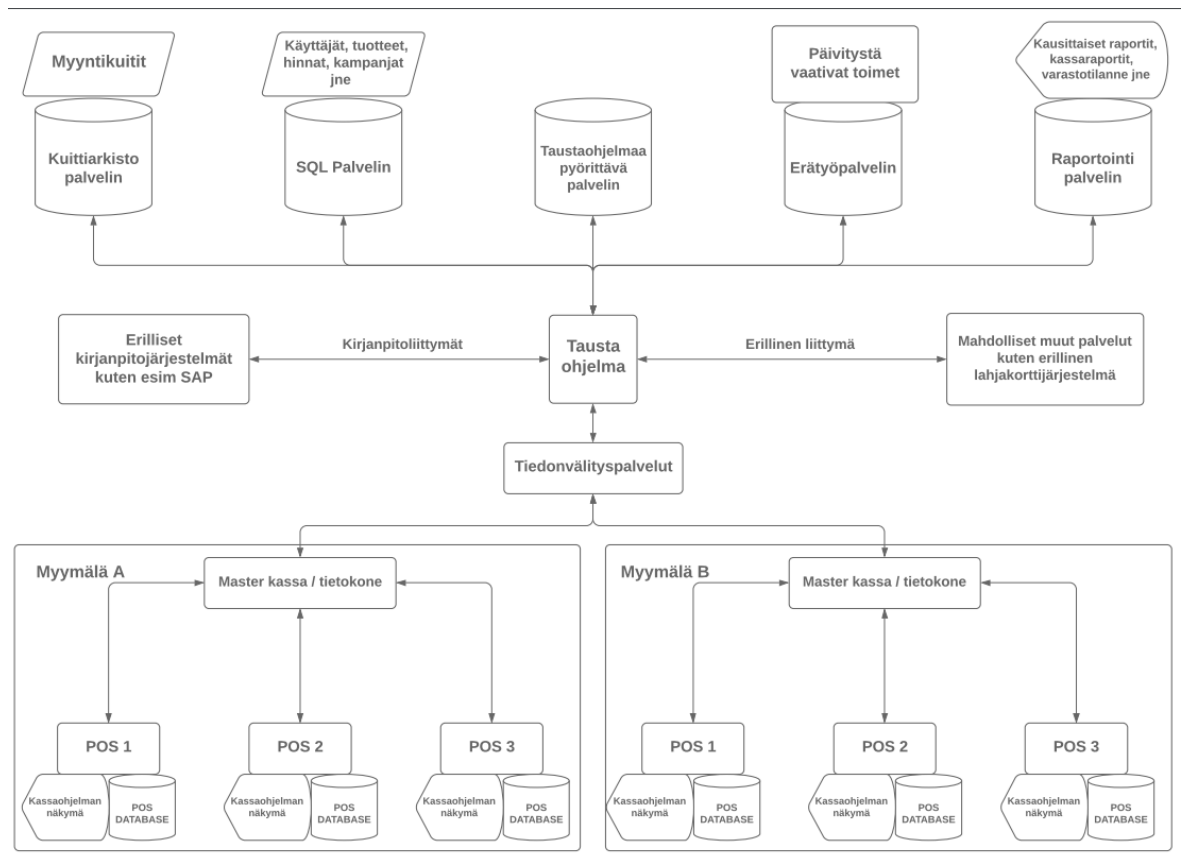 Myyntikuitit
Käyttäjät, tuotteet,
hinnat, kampanjat
jne
Päivitystä
vaativat toimet
Kausittaiset raportit,
kassaraportit,
varastotilanne jne
Kuittiarkisto
palvelin
SQL Palvelin
Taustaohjelmaa
pyörittävä
palvelin
Erätyöpalvelin
Raportointi
palvelin
Erilliset
kirjanpitojärjestelmät
kuten esim SAP
Kirjanpitoliittymät
Tausta
ohjelma
Erillinen liittymä
Mahdolliset muut palvelut
kuten erillinen
lahjakorttijärjestelmä
Tiedonvälityspalvelut
Myymälä A
Master kassa / tietokone
POS 1
POS 2
POS 3
Kassaohjelman
näkymä
POS
DATABASE
Kassaohjelman
näkymä
POS
DATABASE
Kassaohjelman
näkymä
POS
DATABASE
Myymälä B
Master kassa / tietokone
POS 1
POS 2
POS 3
Kassaohjelman
näkymä
POS
DATABASE
Kassaohjelman
näkymä
POS
DATABASE
Kassaohjelman
näkymä
POS
DATABASE